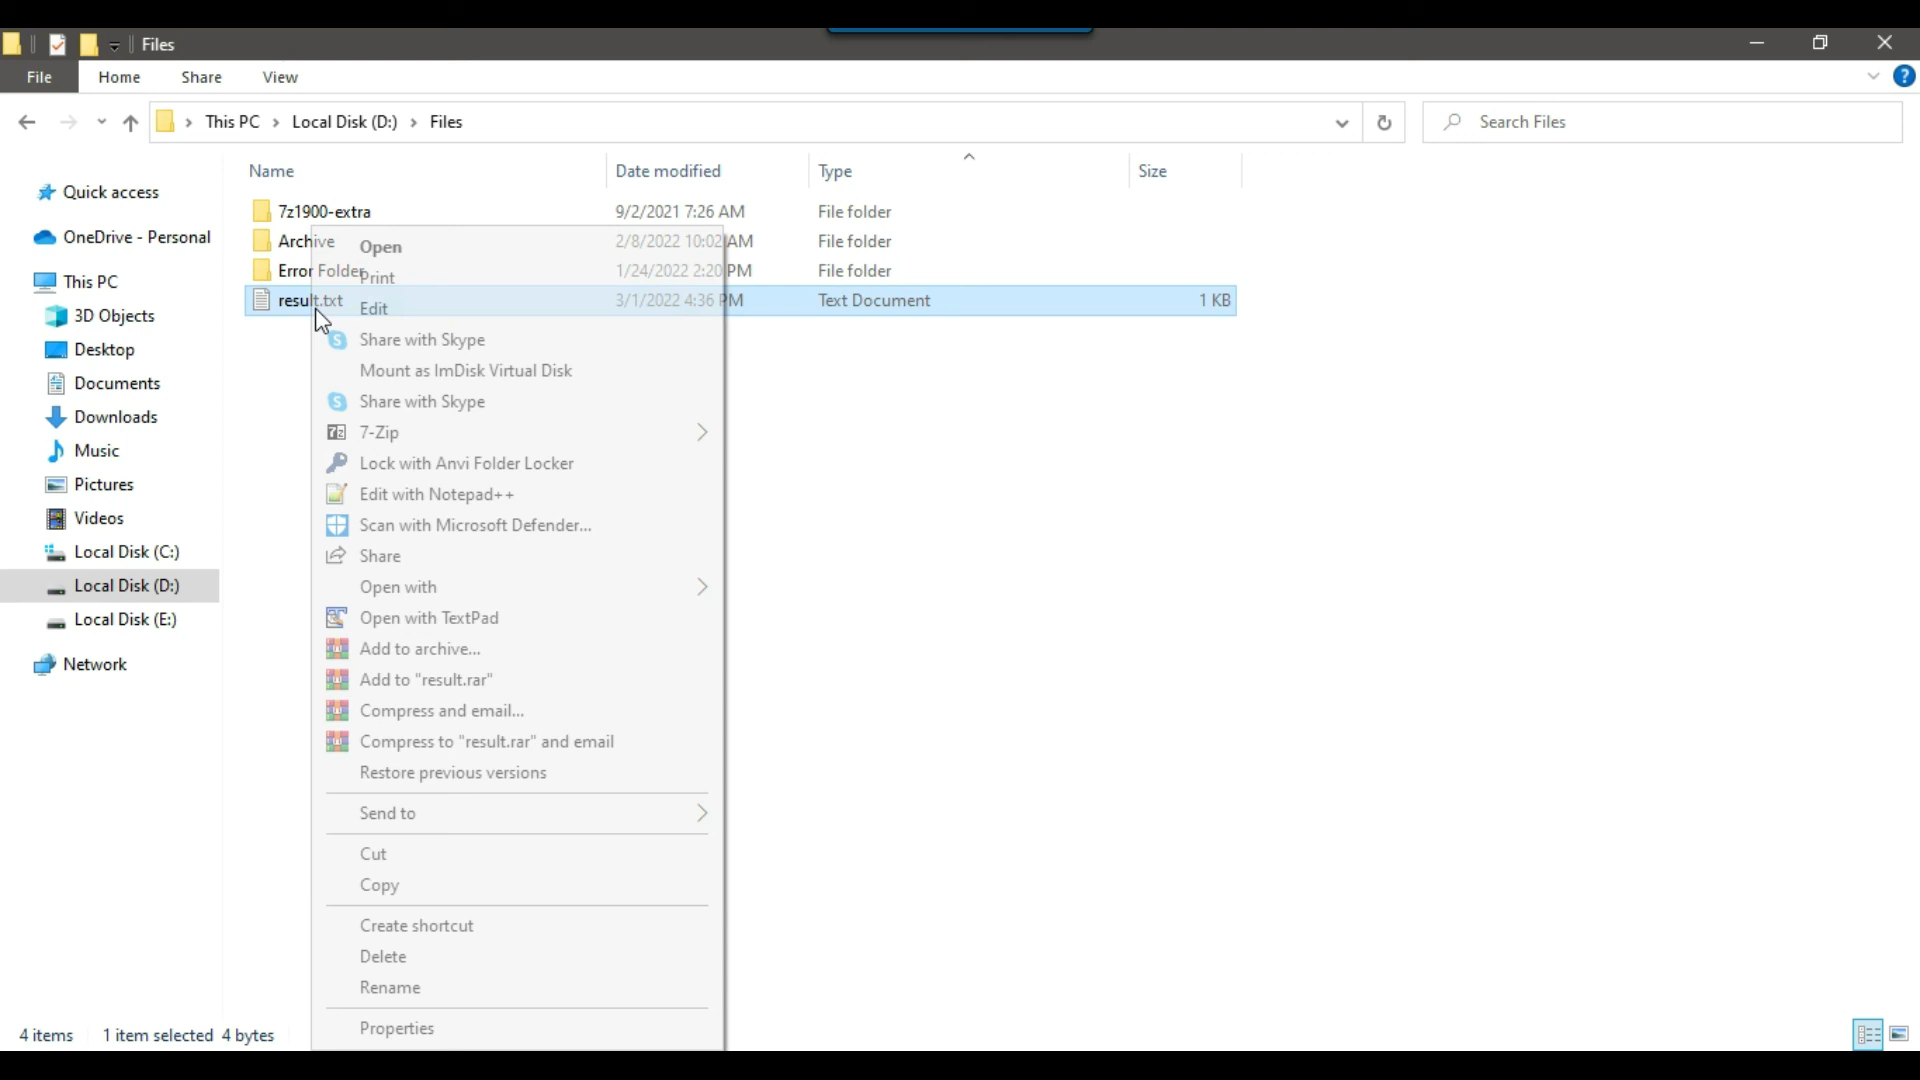 Files
File Home Share View
This PC > Local Disk (D:) > Files
Search Files
Name Date modified Type Size
7z1900-extra 9/2/2021 7:26 AM File folder
Archive 2/8/2022 10:02 AM File folder
Error Folder 1/24/2022 2:20 PM File folder
result.txt 3/1/2022 4:36 PM Text Document 1 KB
Quick access
OneDrive - Personal
This PC
3D Objects
Desktop
Documents
Downloads
Music
Pictures
Videos
Local Disk (C:)
Local Disk (D:)
Local Disk (E:)
Network
Open
Print
Edit
Share with Skype
Mount as ImDisk Virtual Disk
Share with Skype
7-Zip
Lock with Anvi Folder Locker
Edit with Notepad++
Scan with Microsoft Defender...
Share
Open with
Open with TextPad
Add to archive...
Add to "result.rar"
Compress and email...
Compress to "result.rar" and email
Restore previous versions
Send to
Cut
Copy
Create shortcut
Delete
Rename
Properties
4 items 1 item selected 4 bytes